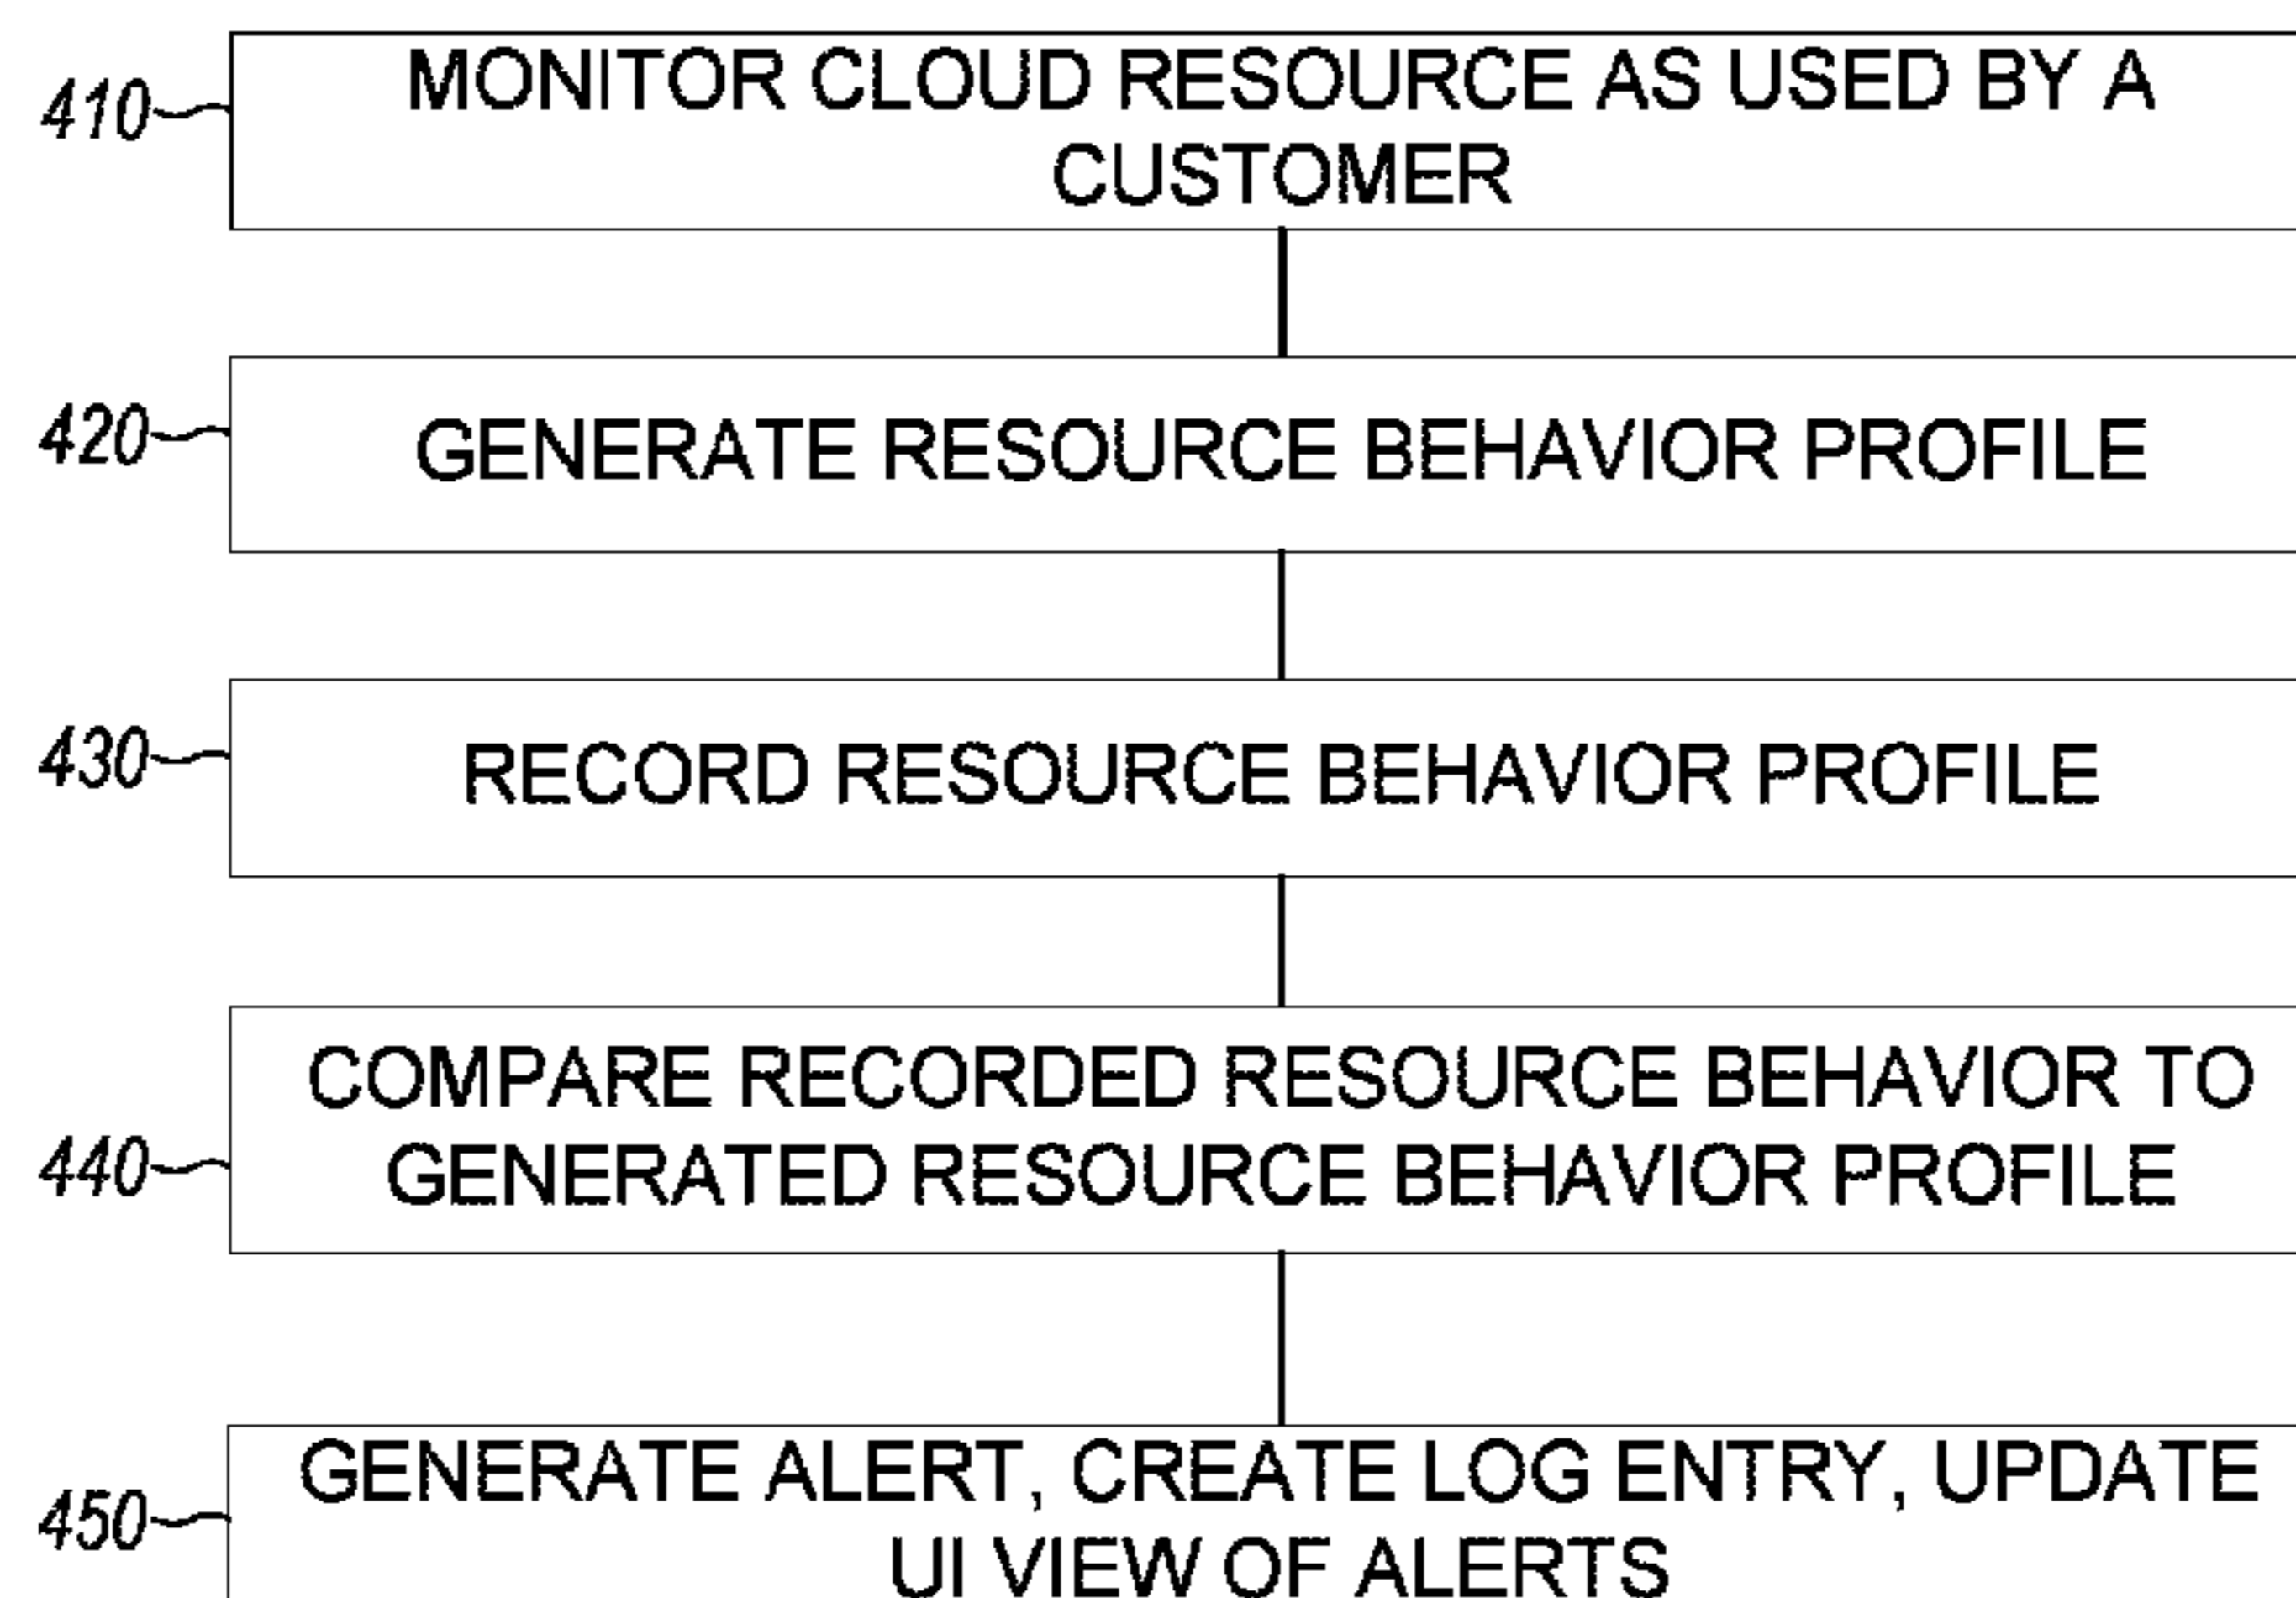 410
MONITOR CLOUD RESOURCE AS USED BY A
CUSTOMER
420
GENERATE RESOURCE BEHAVIOR PROFILE
430
RECORD RESOURCE BEHAVIOR PROFILE
COMPARE RECORDED RESOURCE BEHAVIOR TO
440
GENERATED RESOURCE BEHAVIOR PROFILE
GENERATE ALERT, CREATE LOG ENTRY, UPDATE
450
UI VIEW OF ALERTS